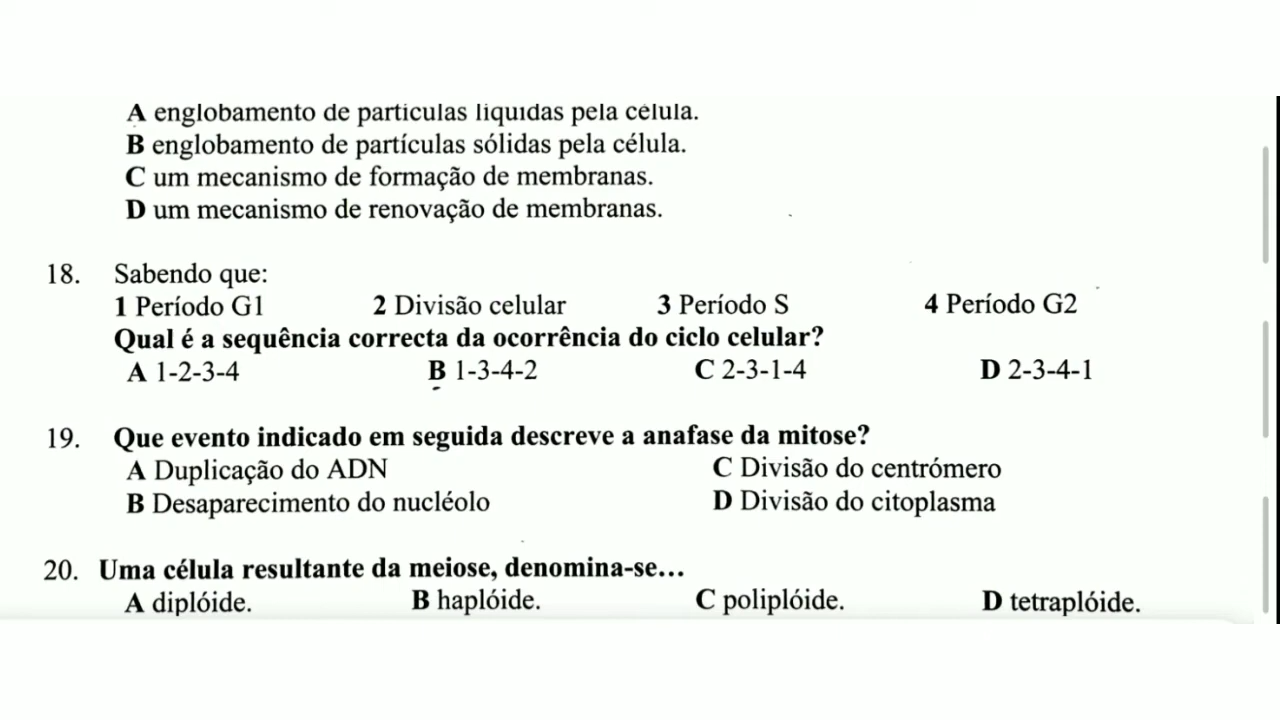 A englobamento de partículas líquidas pela célula.
B englobamento de partículas sólidas pela célula.
C um mecanismo de formação de membranas.
D um mecanismo de renovação de membranas.
18. Sabendo que:
1 Período G1 2 Divisão celular 3 Período S 4 Período G2
Qual é a sequência correcta da ocorrência do ciclo celular?
A 1-2-3-4 B 1-3-4-2 C 2-3-1-4 D 2-3-4-1
19. Que evento indicado em seguida descreve a anafase da mitose?
A Duplicação do ADN C Divisão do centrómero
B Desaparecimento do nucléolo D Divisão do citoplasma
20. Uma célula resultante da meiose, denomina-se…
A diplóide. B haplóide. C poliplóide. D tetraplóide.